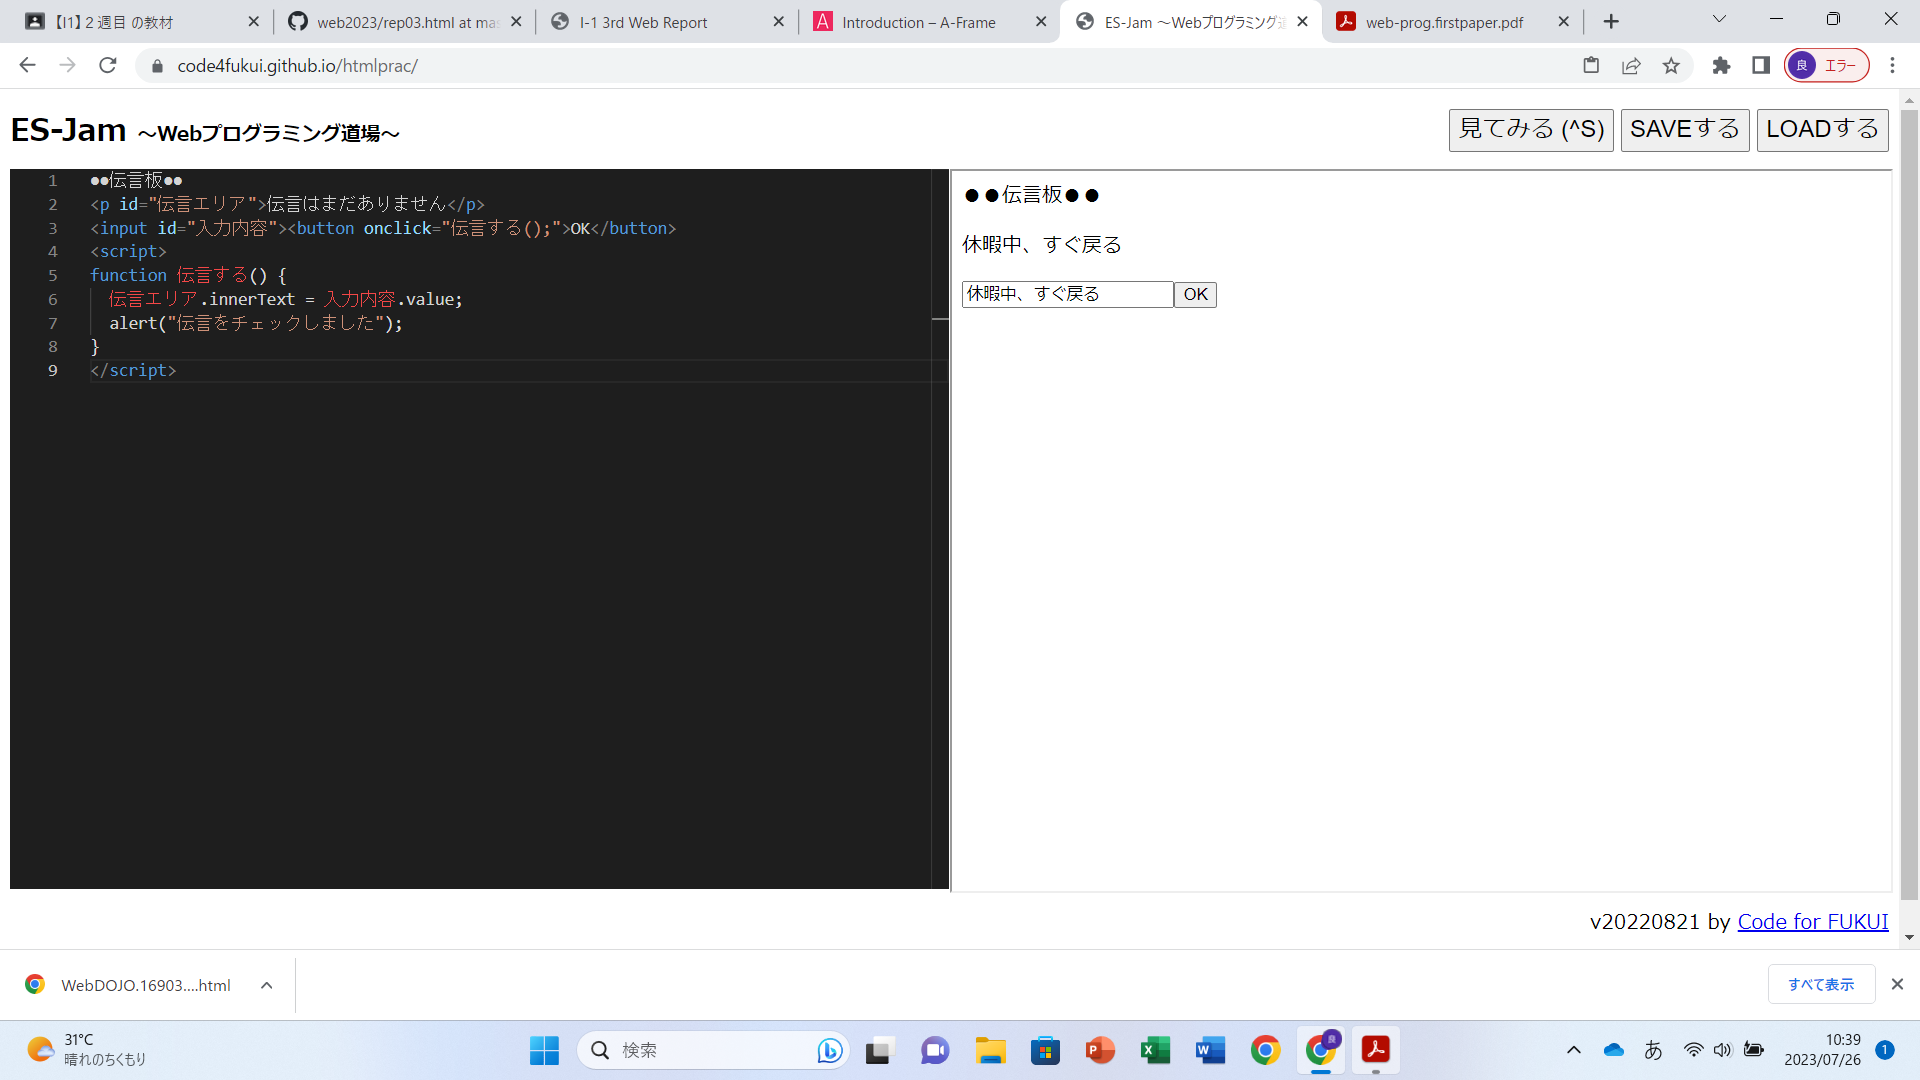 【I1】2 週目 の教材
web2023/rep03.html at mas
I-1 3rd Web Report
Introduction – A-Frame
ES-Jam ～Webプログラミング道
web-prog.firstpaper.pdf
code4fukui.github.io/htmlprac/
良 エラー
ES-Jam ～Webプログラミング道場～
見てみる (^S)
SAVEする
LOADする
1 ●●伝言板●●
2 <p id="伝言エリア">伝言はまだありません</p>
3 <input id="入力内容"><button onclick="伝言する();">OK</button>
4 <script>
5 function 伝言する() {
6 伝言エリア.innerText = 入力内容.value;
7 alert("伝言をチェックしました");
8 }
9 </script>
●●伝言板●●
休暇中、すぐ戻る
休暇中、すぐ戻る OK
v20220821 by Code for FUKUI
WebDOJO.16903....html
すべて表示
31°C
晴れのちくもり
検索
あ
10:39
2023/07/26
1